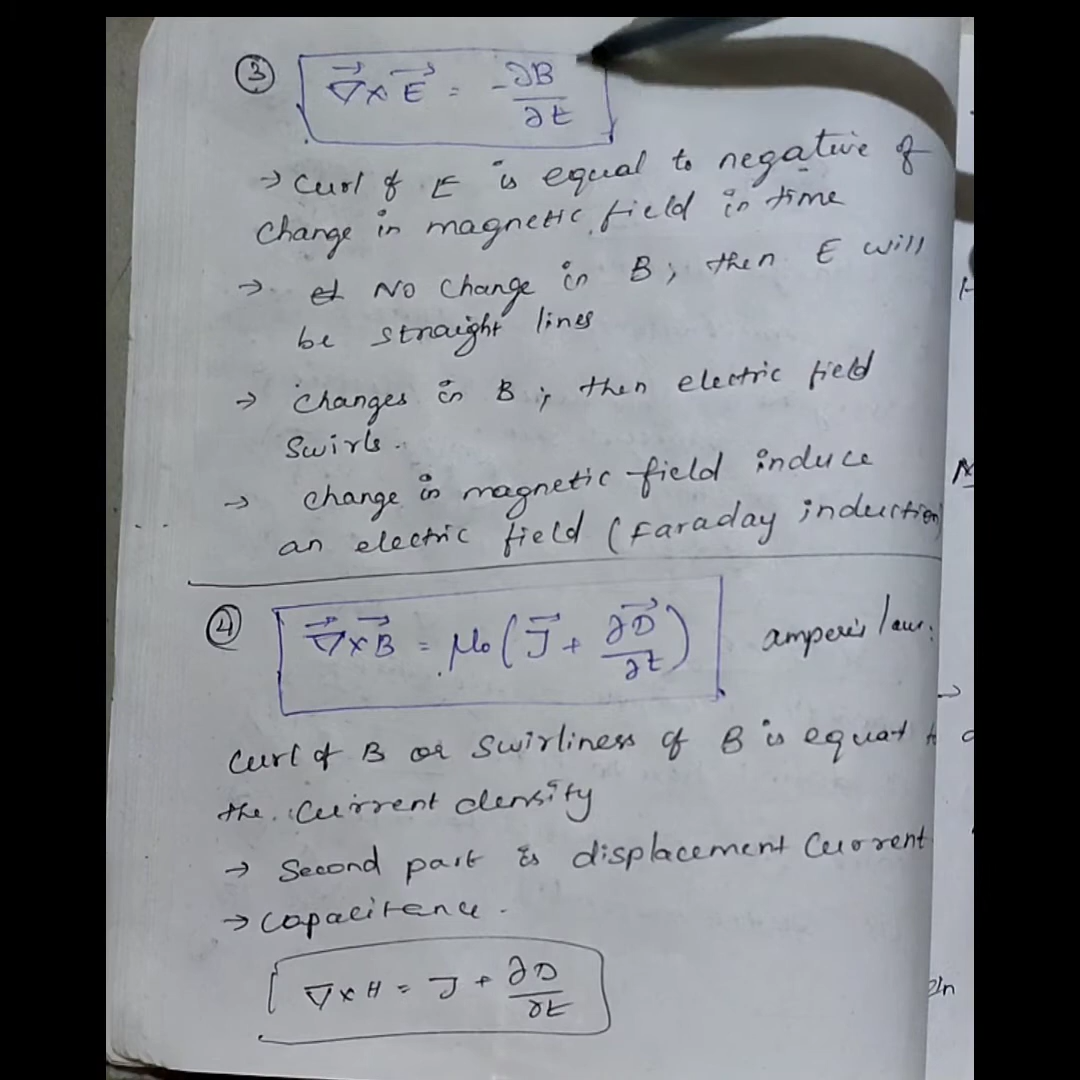 ③ ∇⃗ × E⃗ = -∂B/∂t
→ Curl of E is equal to negative of
change in magnetic field in time
→ No change in B; then E will
be straight lines
→ changes in B; then electric field
swirls.
→ change in magnetic field induce
an electric field (Faraday induction)
④ ∇⃗ × B⃗ = μ₀(J⃗ + ∂D⃗/∂t) ampere's law:
Curl of B or swirliness of B is equat to
the current density
→ Second part is displacement current
→ capacitence.
∇ × H = J + ∂D/∂t